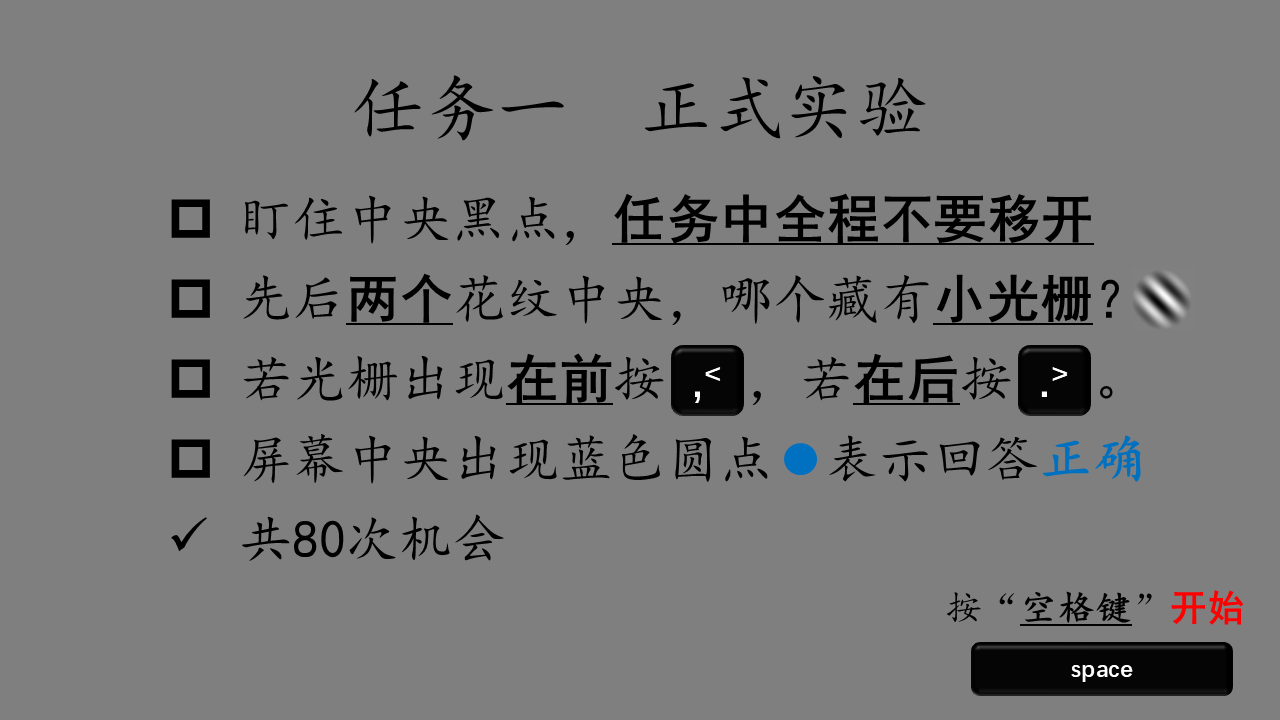 任务一 正式实验
盯住中央黑点，任务中全程不要移开
先后两个花纹中央，哪个藏有小光栅？
若光栅出现在前按,<，若在后按.>。
屏幕中央出现蓝色圆点●表示回答正确
共80次机会
按“空格键”开始
space